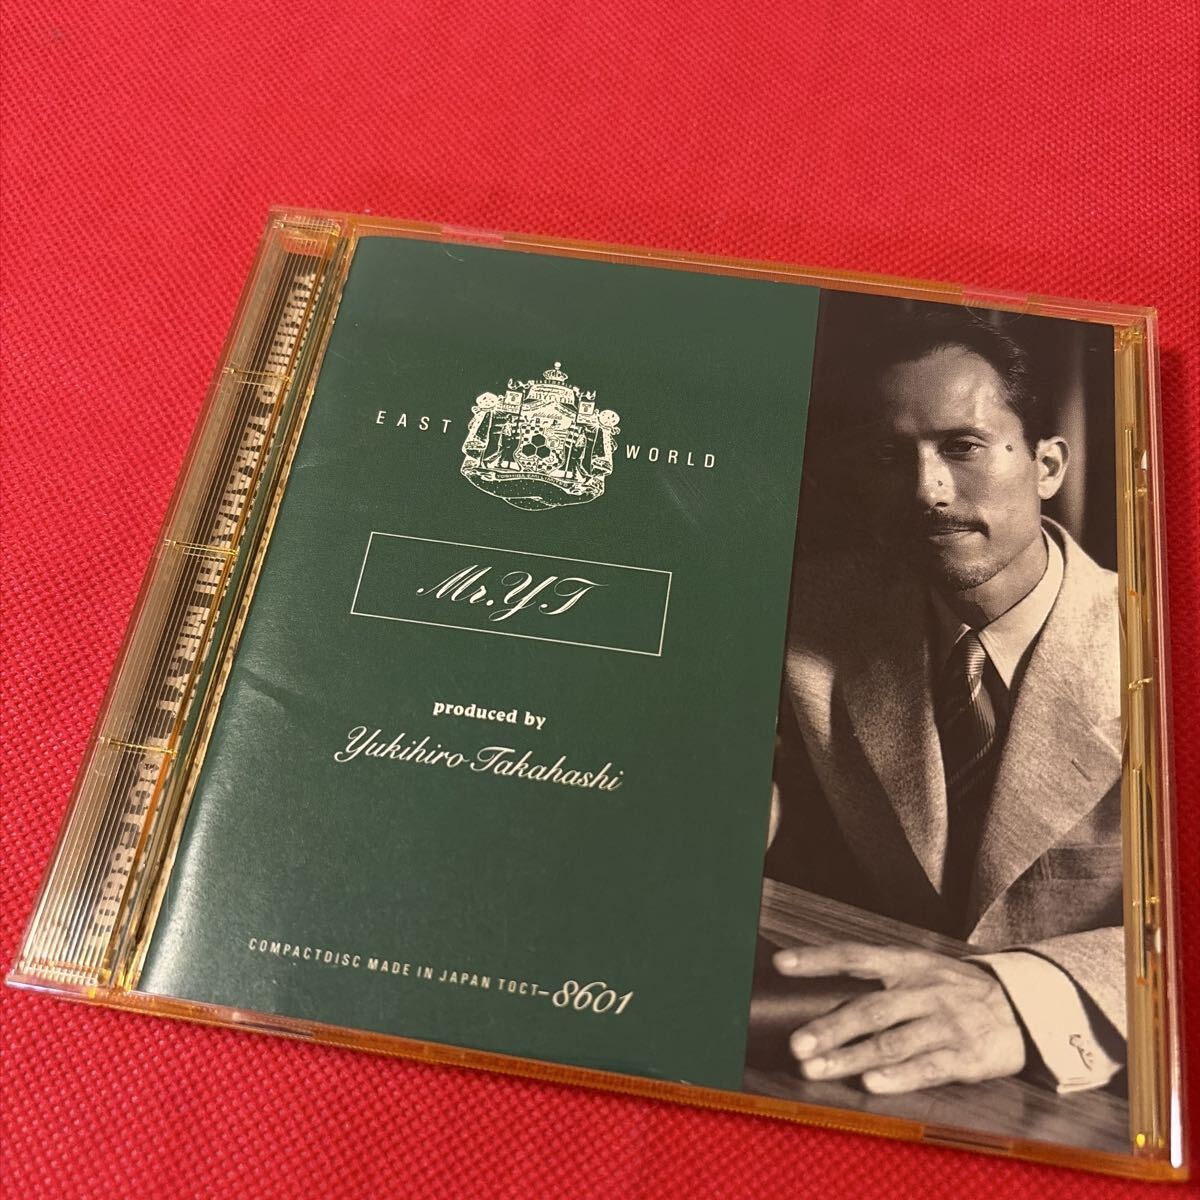 EAST WORLD
Mr. YT
produced by
Yukihiro Takahashi
COMPACTDISC MADE IN JAPAN TOCT-8601